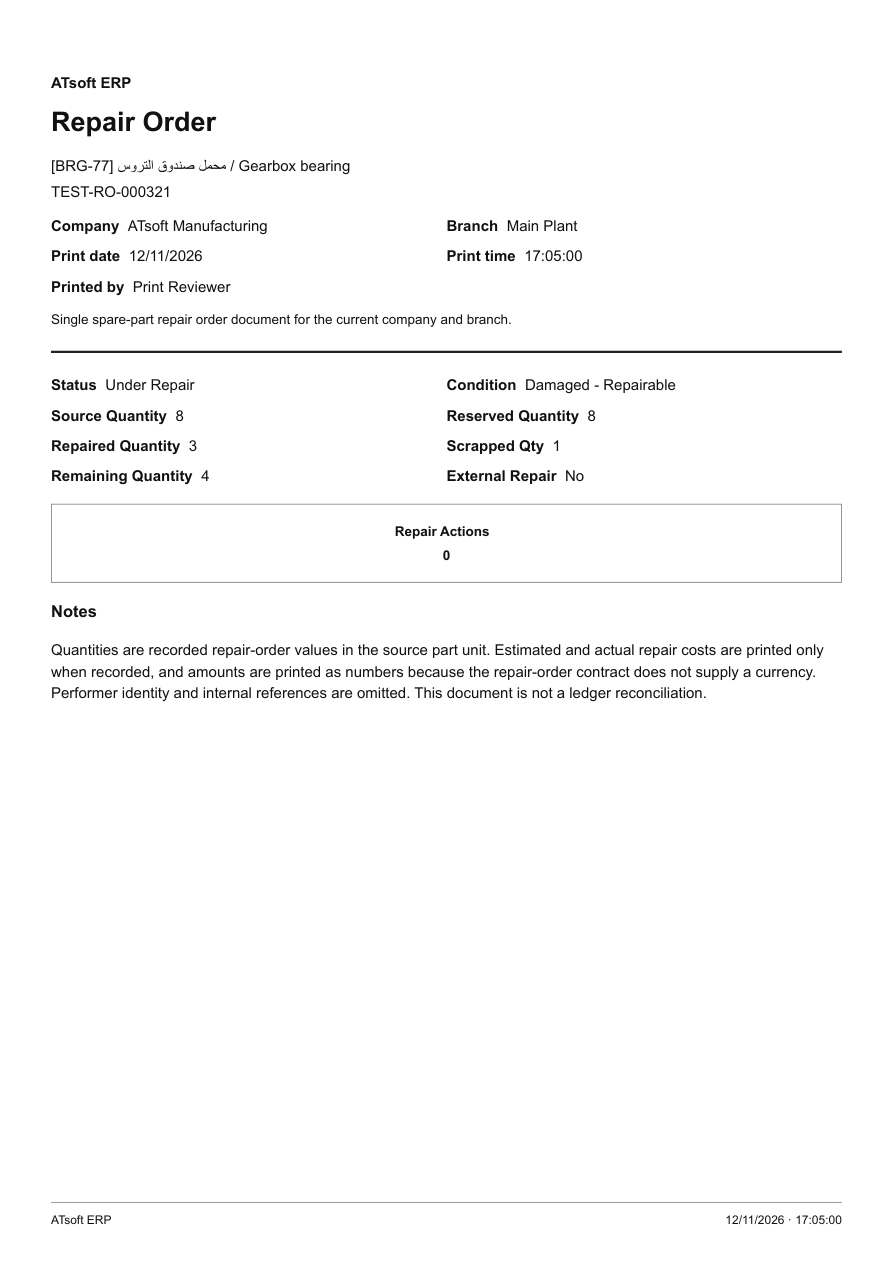 ATsoft ERP
Repair Order
[BRG-77] محمل صندوق التروس / Gearbox bearing
TEST-RO-000321
Company ATsoft Manufacturing
Branch Main Plant
Print date 12/11/2026
Print time 17:05:00
Printed by Print Reviewer
Single spare-part repair order document for the current company and branch.
Status Under Repair
Condition Damaged - Repairable
Source Quantity 8
Reserved Quantity 8
Repaired Quantity 3
Scrapped Qty 1
Remaining Quantity 4
External Repair No
Repair Actions
0
Notes
Quantities are recorded repair-order values in the source part unit. Estimated and actual repair costs are printed only
when recorded, and amounts are printed as numbers because the repair-order contract does not supply a currency.
Performer identity and internal references are omitted. This document is not a ledger reconciliation.
ATsoft ERP
12/11/2026 · 17:05:00